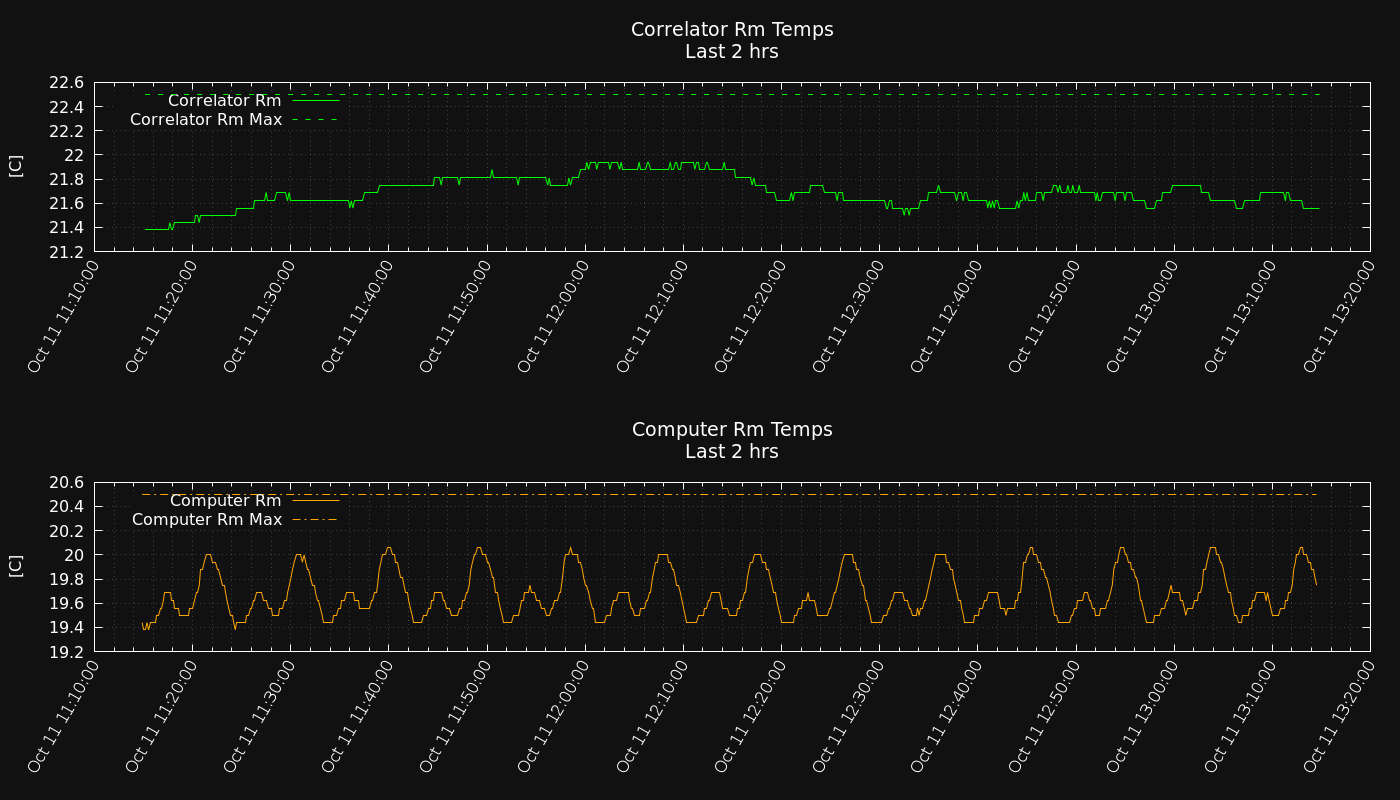 Correlator Rm Temps
Last 2 hrs
22.6
22.4
22.2
22
21.8
21.6
21.4
21.2
[C]
Correlator Rm
Correlator Rm Max
Oct 11 11:10:00
Oct 11 11:20:00
Oct 11 11:30:00
Oct 11 11:40:00
Oct 11 11:50:00
Oct 11 12:00:00
Oct 11 12:10:00
Oct 11 12:20:00
Oct 11 12:30:00
Oct 11 12:40:00
Oct 11 12:50:00
Oct 11 13:00:00
Oct 11 13:10:00
Oct 11 13:20:00
Computer Rm Temps
Last 2 hrs
20.6
20.4
20.2
20
19.8
19.6
19.4
19.2
[C]
Computer Rm
Computer Rm Max
Oct 11 11:10:00
Oct 11 11:20:00
Oct 11 11:30:00
Oct 11 11:40:00
Oct 11 11:50:00
Oct 11 12:00:00
Oct 11 12:10:00
Oct 11 12:20:00
Oct 11 12:30:00
Oct 11 12:40:00
Oct 11 12:50:00
Oct 11 13:00:00
Oct 11 13:10:00
Oct 11 13:20:00